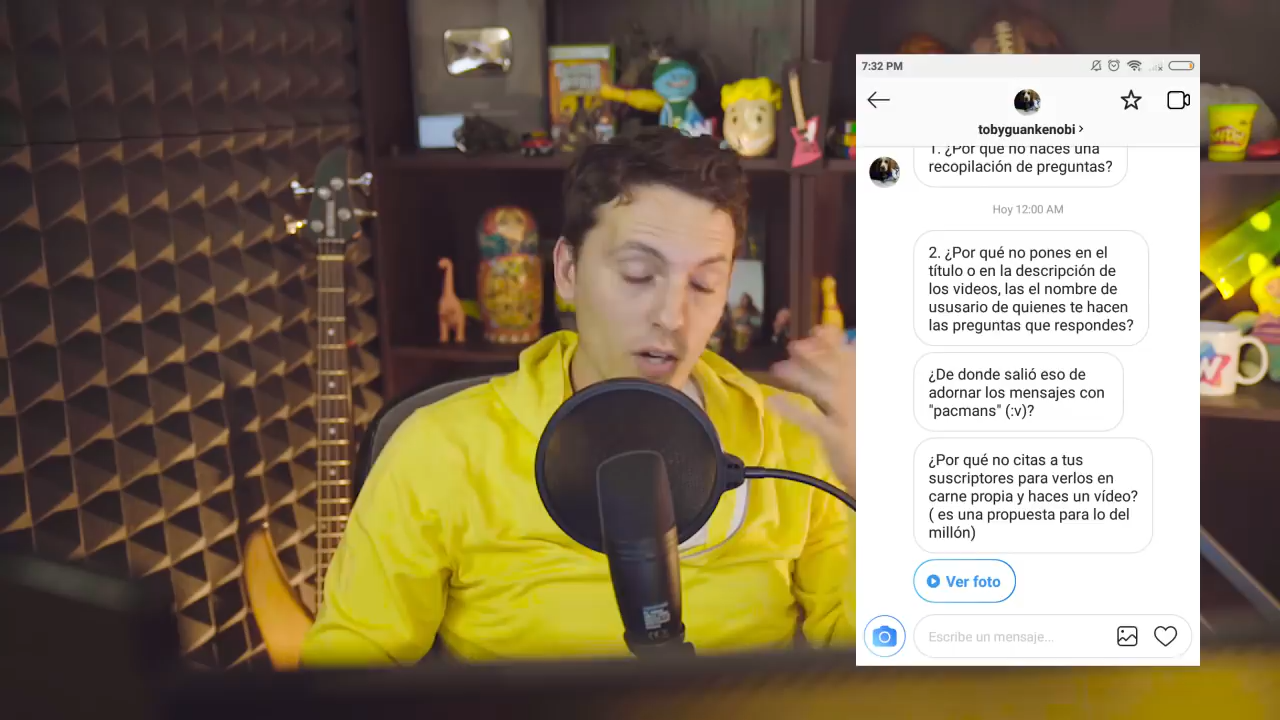 7:32 PM
tobyguankenobi
1. ¿Por qué no haces una
recopilación de preguntas?
Hoy 12:00 AM
2. ¿Por qué no pones en el
título o en la descripción de
los videos, las el nombre de
ususario de quienes te hacen
las preguntas que respondes?
¿De donde salió eso de
adornar los mensajes con
"pacmans" (:v)?
¿Por qué no citas a tus
suscriptores para verlos en
carne propia y haces un vídeo?
( es una propuesta para lo del
millón)
Ver foto
Escribe un mensaje...